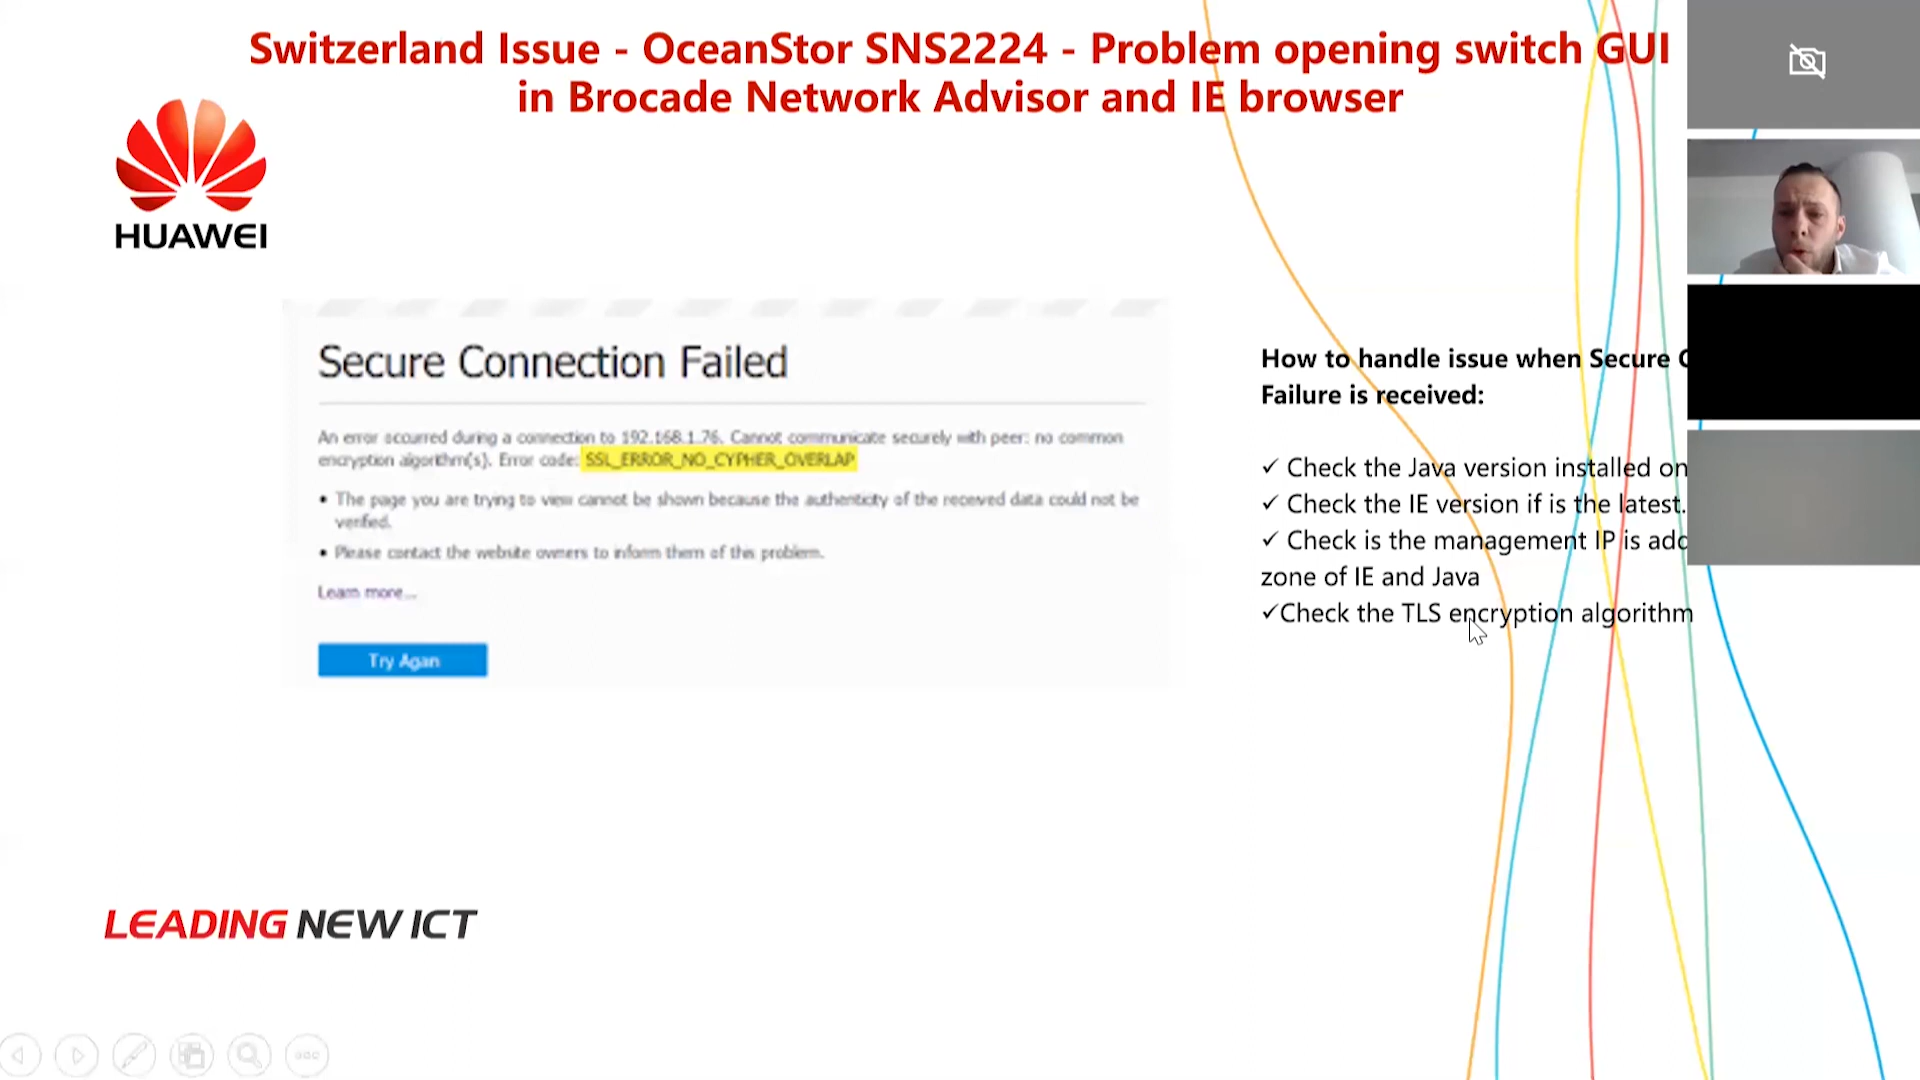 Switzerland Issue - OceanStor SNS2224 - Problem opening switch GUI
in Brocade Network Advisor and IE browser
HUAWEI
Secure Connection Failed
An error occurred during a connection to 192.168.1.76. Cannot communicate securely with peer: no common
encryption algorithm(s). Error code: SSL_ERROR_NO_CYPHER_OVERLAP
• The page you are trying to view cannot be shown because the authenticity of the received data could not be
verified.
• Please contact the website owners to inform them of this problem.
Learn more...
Try Again
How to handle issue when Secure
Failure is received:
✓ Check the Java version installed on
✓ Check the IE version if is the latest.
✓ Check is the management IP is add
zone of IE and Java
✓Check the TLS encryption algorithm
LEADING NEW ICT